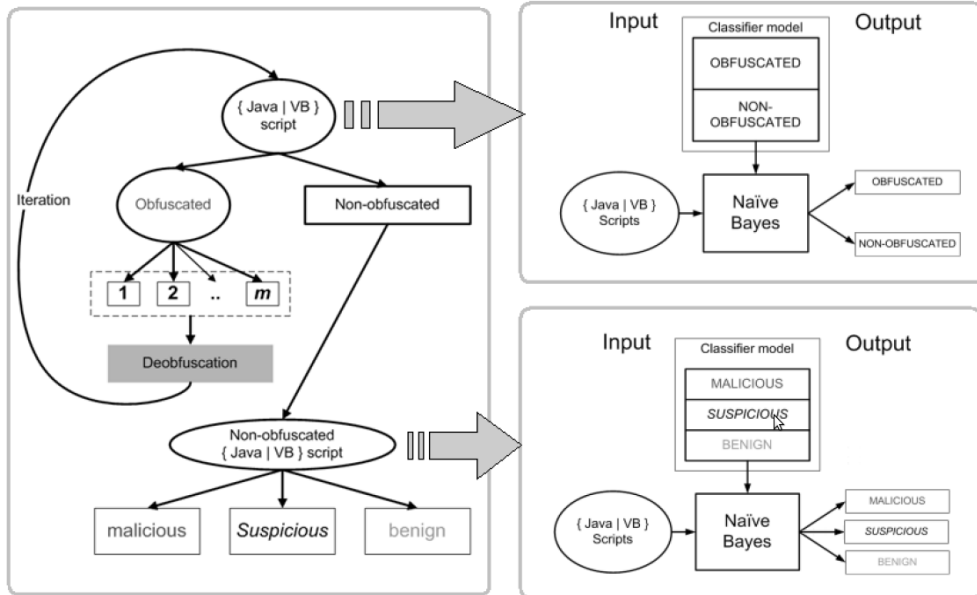 { Java | VB }
script
Iteration
Obfuscated
Non-obfuscated
1
2
..
m
Deobfuscation
Non-obfuscated
{ Java | VB } script
malicious
Suspicious
benign
Input
Output
Classifier model
OBFUSCATED
NON-
OBFUSCATED
{ Java | VB }
Scripts
Naïve
Bayes
OBFUSCATED
NON-OBFUSCATED
Input
Output
Classifier model
MALICIOUS
SUSPICIOUS
BENIGN
{ Java | VB }
Scripts
Naïve
Bayes
MALICIOUS
SUSPICIOUS
BENIGN